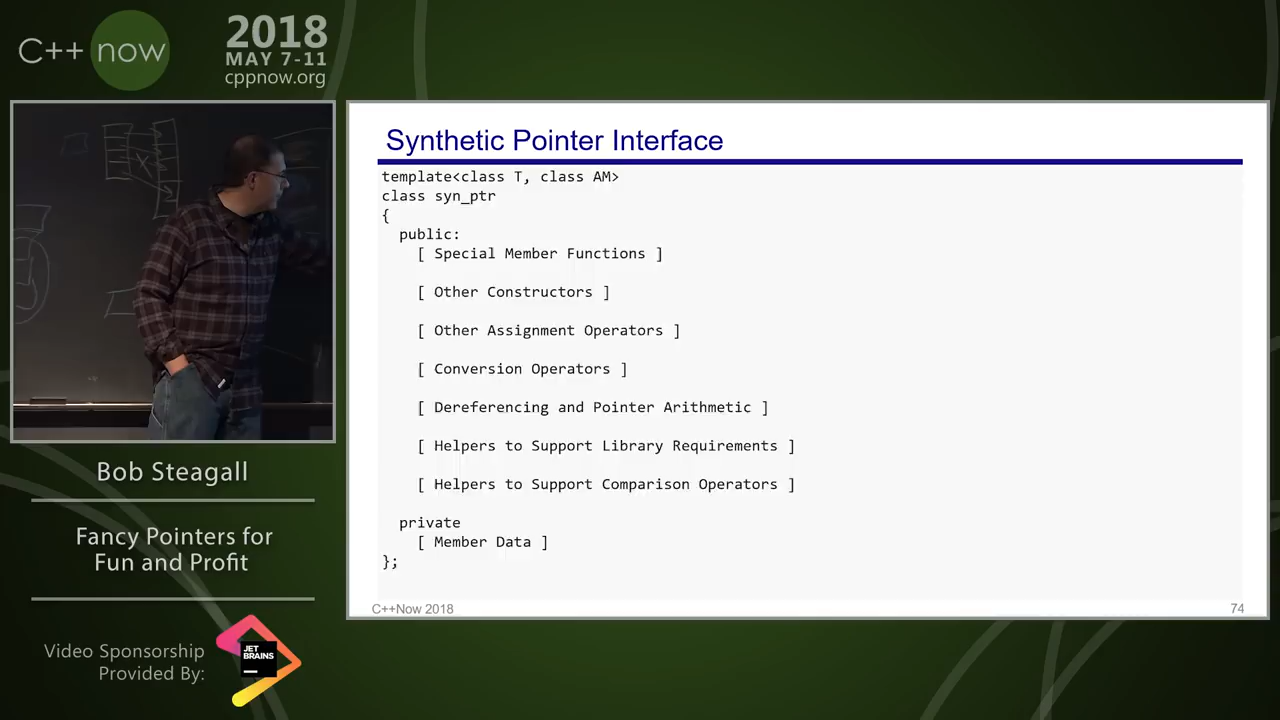 C++ now
2018
MAY 7-11
cppnow.org
Synthetic Pointer Interface
template<class T, class AM>
class syn_ptr
{
public:
[ Special Member Functions ]
[ Other Constructors ]
[ Other Assignment Operators ]
[ Conversion Operators ]
[ Dereferencing and Pointer Arithmetic ]
[ Helpers to Support Library Requirements ]
[ Helpers to Support Comparison Operators ]
private
[ Member Data ]
};
C++Now 2018
74
Bob Steagall
Fancy Pointers for
Fun and Profit
Video Sponsorship
Provided By:
JET
BRAINS